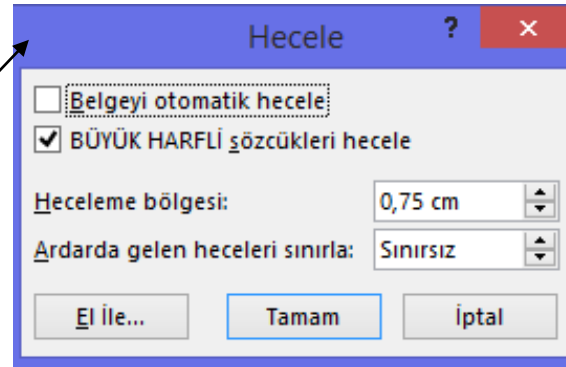 Hecele ? ×
Belgeyi otomatik hecele
BÜYÜK HARFLİ sözcükleri hecele
Heceleme bölgesi: 0,75 cm
Ardarda gelen heceleri sınırla: Sınırsız
El İle... Tamam İptal